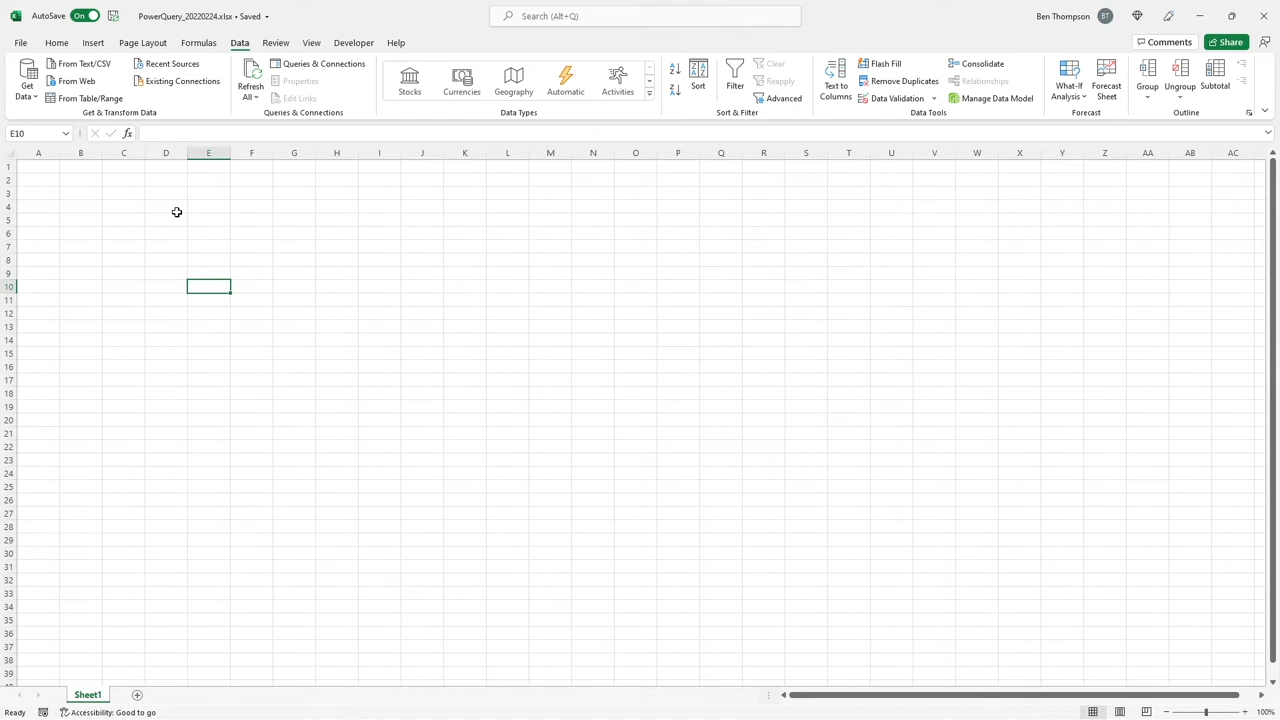 AutoSave On PowerQuery_20220224.xlsx • Saved Search (Alt+Q) Ben Thompson BT
File Home Insert Page Layout Formulas Data Review View Developer Help Comments Share
Get Data From Text/CSV From Web From Table/Range Recent Sources Existing Connections
Get & Transform Data
Refresh All Queries & Connections Properties Edit Links
Queries & Connections
Stocks Currencies Geography Automatic Activities
Data Types
Sort Filter Clear Reapply Advanced
Sort & Filter
Text to Columns Flash Fill Remove Duplicates Data Validation Consolidate Relationships Manage Data Model
Data Tools
What-If Analysis Forecast Sheet
Forecast
Group Ungroup Subtotal
Outline
E10 fx
A B C D E F G H I J K L M N O P Q R S T U V W X Y Z AA AB AC
1
2
3
4
5
6
7
8
9
10
11
12
13
14
15
16
17
18
19
20
21
22
23
24
25
26
27
28
29
30
31
32
33
34
35
36
37
38
39
Sheet1
Ready Accessibility: Good to go 100%